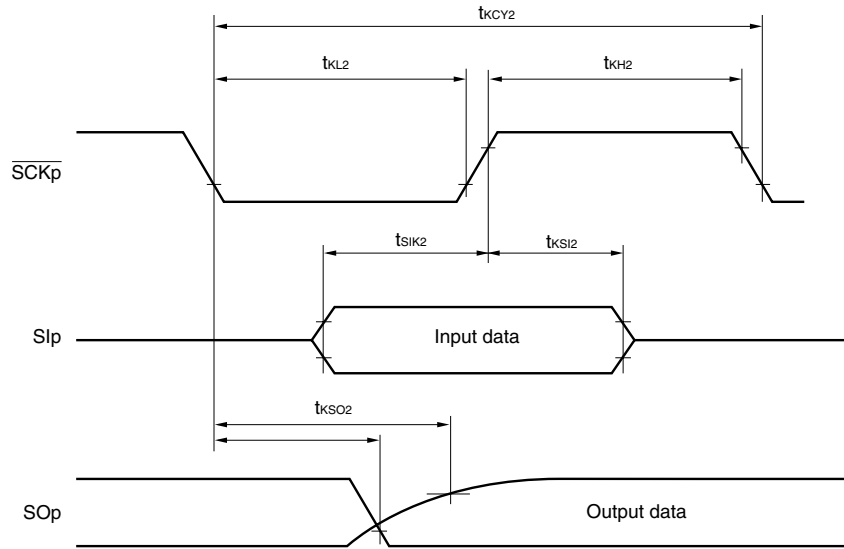 tKCY2
tKL2 tKH2
SCKp
tSIK2 tKSI2
SIp Input data
tKSO2
SOp Output data